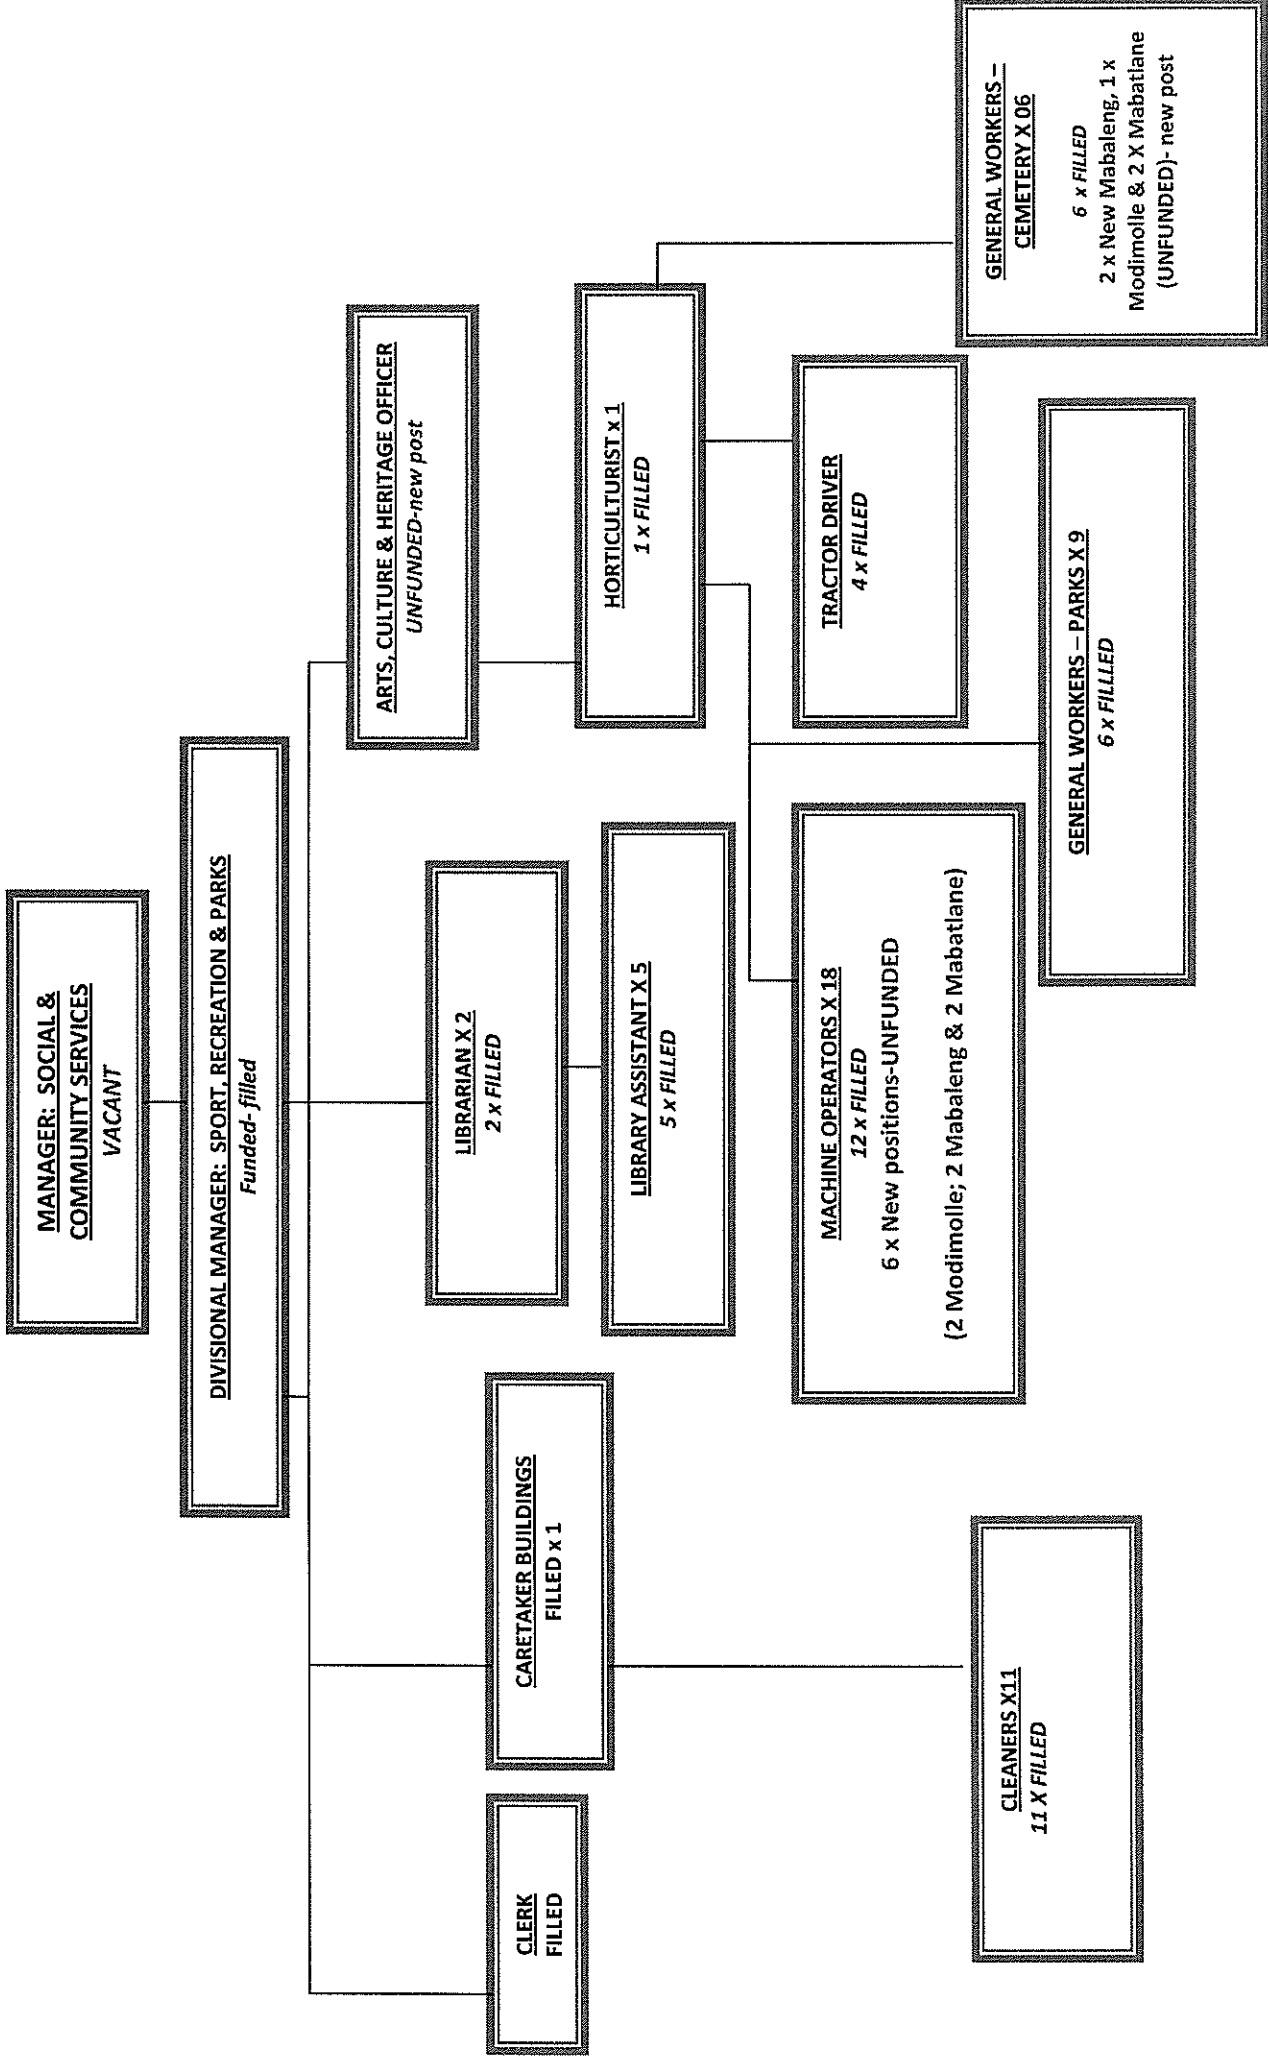 MANAGER:  SOCIAL &
COMMUNITY SERVICES
VACANT
DIVISIONAL MANAGER:  SPORT, RECREATION & PARKS
Funded- filled
CLERK
FILLED
CARETAKER BUILDINGS
FILLED x 1
LIBRARIAN X 2
2 x FILLED
ARTS, CULTURE & HERITAGE OFFICER
UNFUNDED-new post
LIBRARY ASSISTANT X 5
5 x FILLED
HORTICULTURIST x 1
1 x FILLED
MACHINE OPERATORS X 18
12 x FILLED
6 x New positions-UNFUNDED
(2 Modimolle; 2 Mabaleng & 2 Mabatlane)
TRACTOR DRIVER
4 x FILLED
CLEANERS X11
11 X FILLED
GENERAL WORKERS – PARKS X 9
6 x FILLLED
GENERAL WORKERS –
CEMETERY X 06
6 x FILLED
2 x New Mabaleng, 1 x
Modimolle & 2 X Mabatlane
(UNFUNDED)- new post